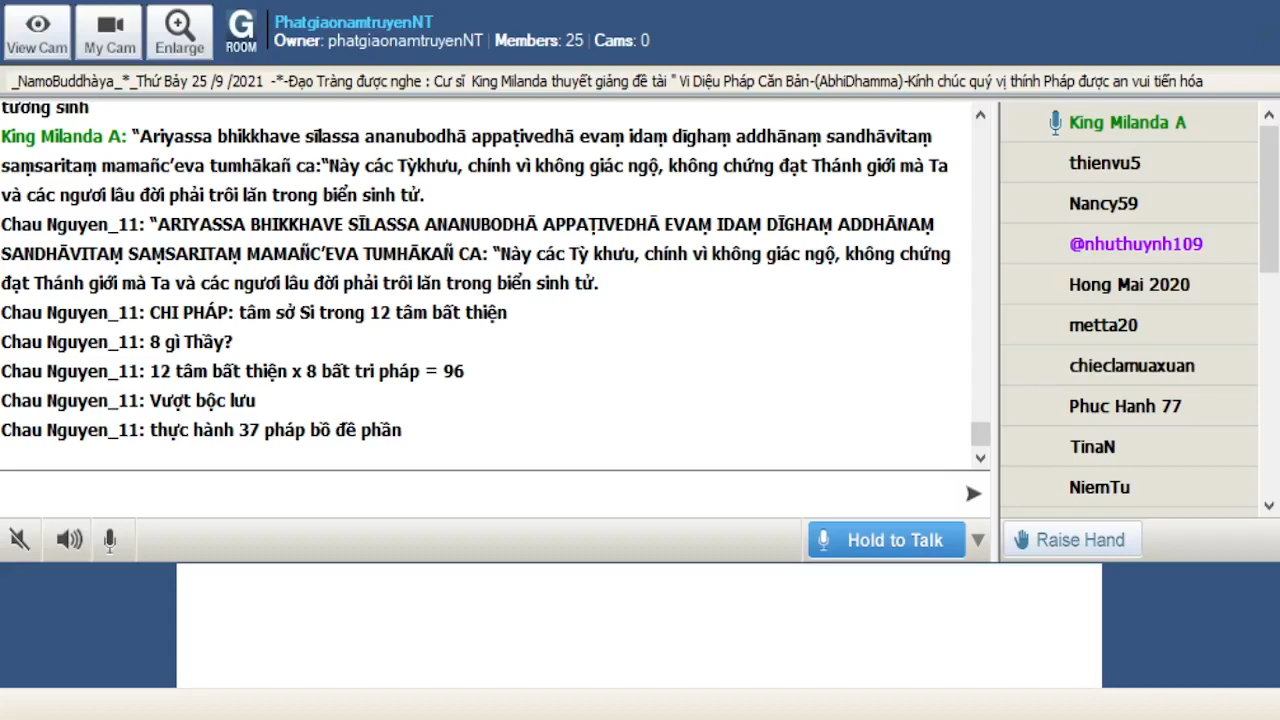 View Cam
My Cam
Enlarge
G
ROOM
PhatgiaonamtruyenNT
Owner: phatgiaonamtruyenNT | Members: 25 | Cams: 0
_NamoBuddhàya_*_Thứ Bảy 25 /9 /2021 -*-Đạo Tràng được nghe : Cư sĩ King Milanda thuyết giảng đề tài " Vi Diệu Pháp Căn Bản-(AbhiDhamma)-Kính chúc quý vị thính Pháp được an vui tiến hóa
tương sinh
King Milanda A: “Ariyassa bhikkhave sīlassa ananubodhā appaṭivedhā evaṃ idaṃ dīghaṃ addhānaṃ sandhāvitaṃ
saṃsaritaṃ mamañc’eva tumhākañ ca:“Này các Tỳkhưu, chính vì không giác ngộ, không chứng đạt Thánh giới mà Ta
và các ngươi lâu đời phải trôi lăn trong biển sinh tử.
Chau Nguyen_11: “ARIYASSA BHIKKHAVE SĪLASSA ANANUBODHĀ APPAṬIVEDHĀ EVAṂ IDAṂ DĪGHAṂ ADDHĀNAṂ
SANDHĀVITAṂ SAṂSARITAṂ MAMAÑC’EVA TUMHĀKAÑ CA: “Này các Tỳ khưu, chính vì không giác ngộ, không chứng
đạt Thánh giới mà Ta và các ngươi lâu đời phải trôi lăn trong biển sinh tử.
Chau Nguyen_11: CHI PHÁP: tâm sở Si trong 12 tâm bất thiện
Chau Nguyen_11: 8 gì Thầy?
Chau Nguyen_11: 12 tâm bất thiện x 8 bất tri pháp = 96
Chau Nguyen_11: Vượt bộc lưu
Chau Nguyen_11: thực hành 37 pháp bồ đề phần
King Milanda A
thienvu5
Nancy59
@nhuthuynh109
Hong Mai 2020
metta20
chieclamuaxuan
Phuc Hanh 77
TinaN
NiemTu
Hold to Talk
Raise Hand